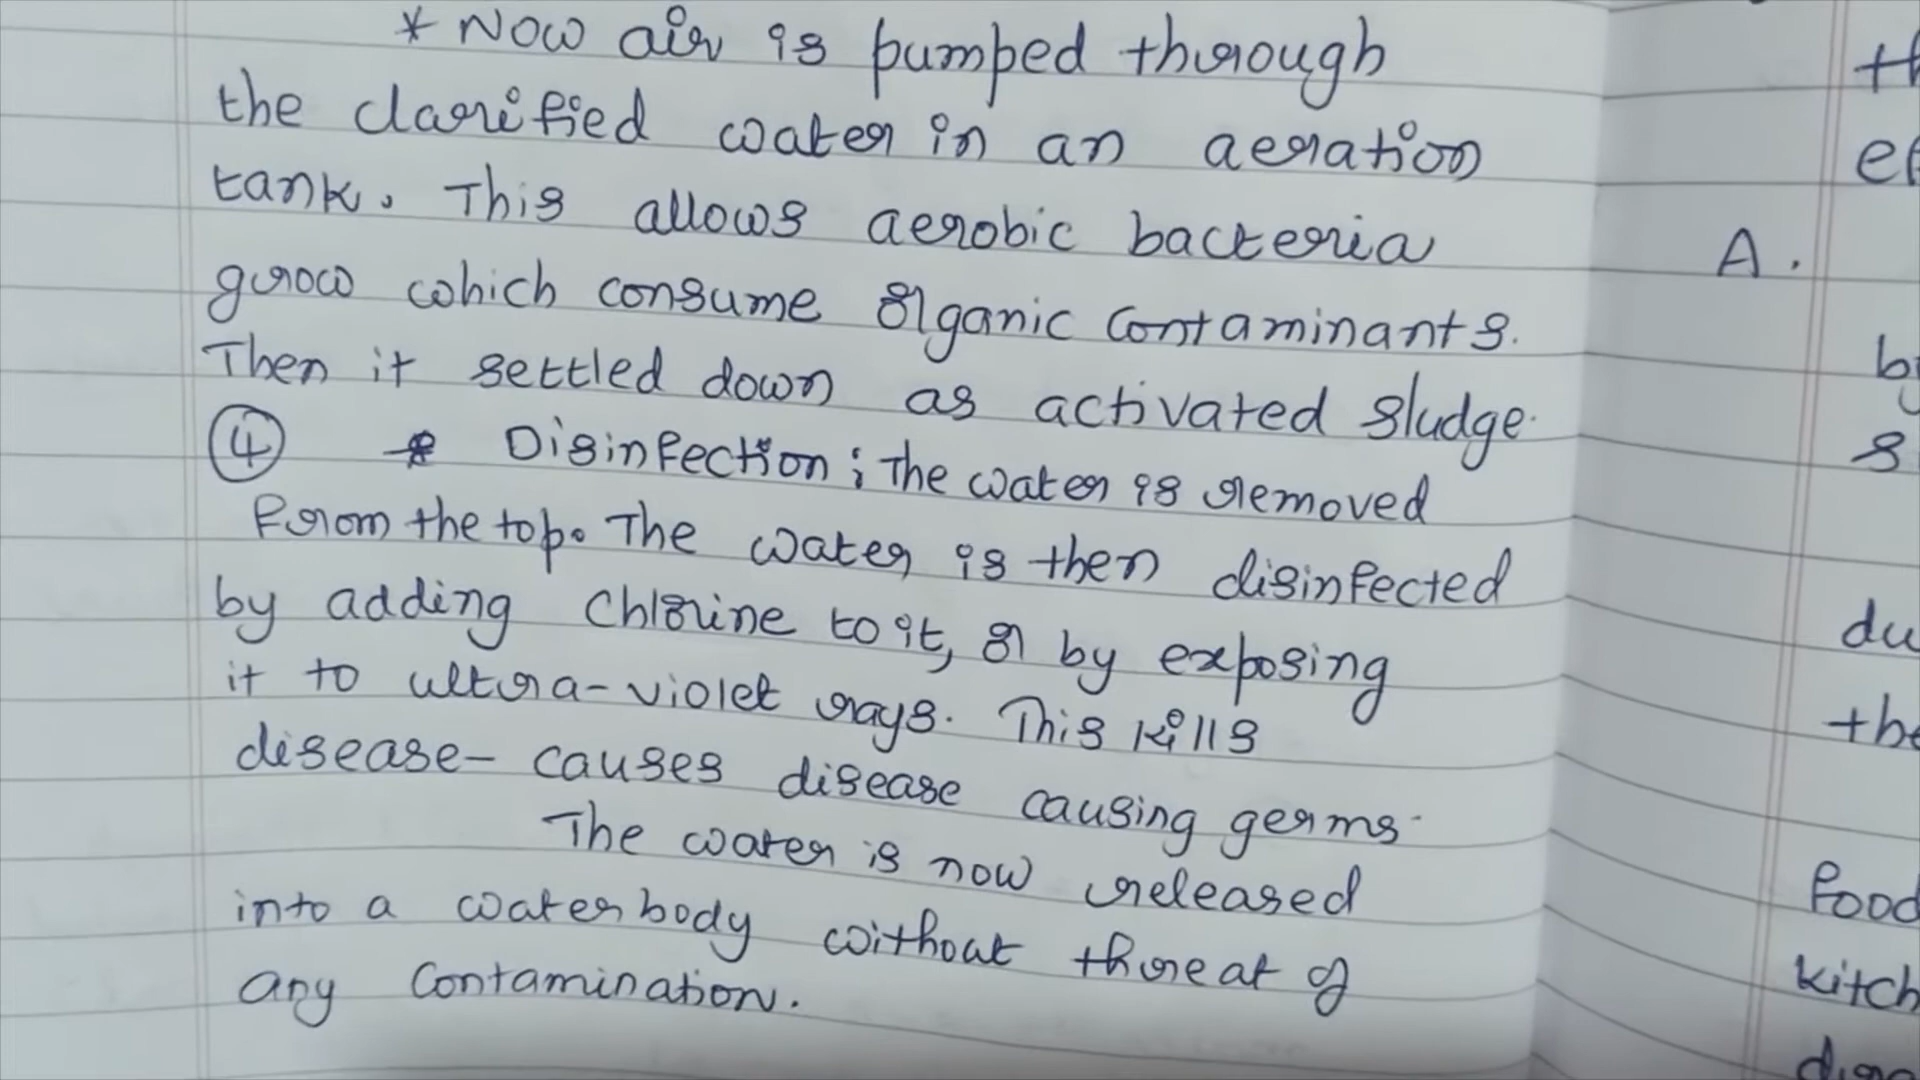 * Now air is pumped through
the clarified water in an aeration
tank. This allows aerobic bacteria
grow which consume organic contaminants.
Then it settled down as activated sludge.
④ * Disinfection : The water is removed
from the top. The water is then disinfected
by adding Chlorine to it, or by exposing
it to ultra-violet rays. This kills
disease- causes disease causing germs.
The water is now released
into a water body without threat of
any contamination.
th
A.
by
s
du
the
food
kitch